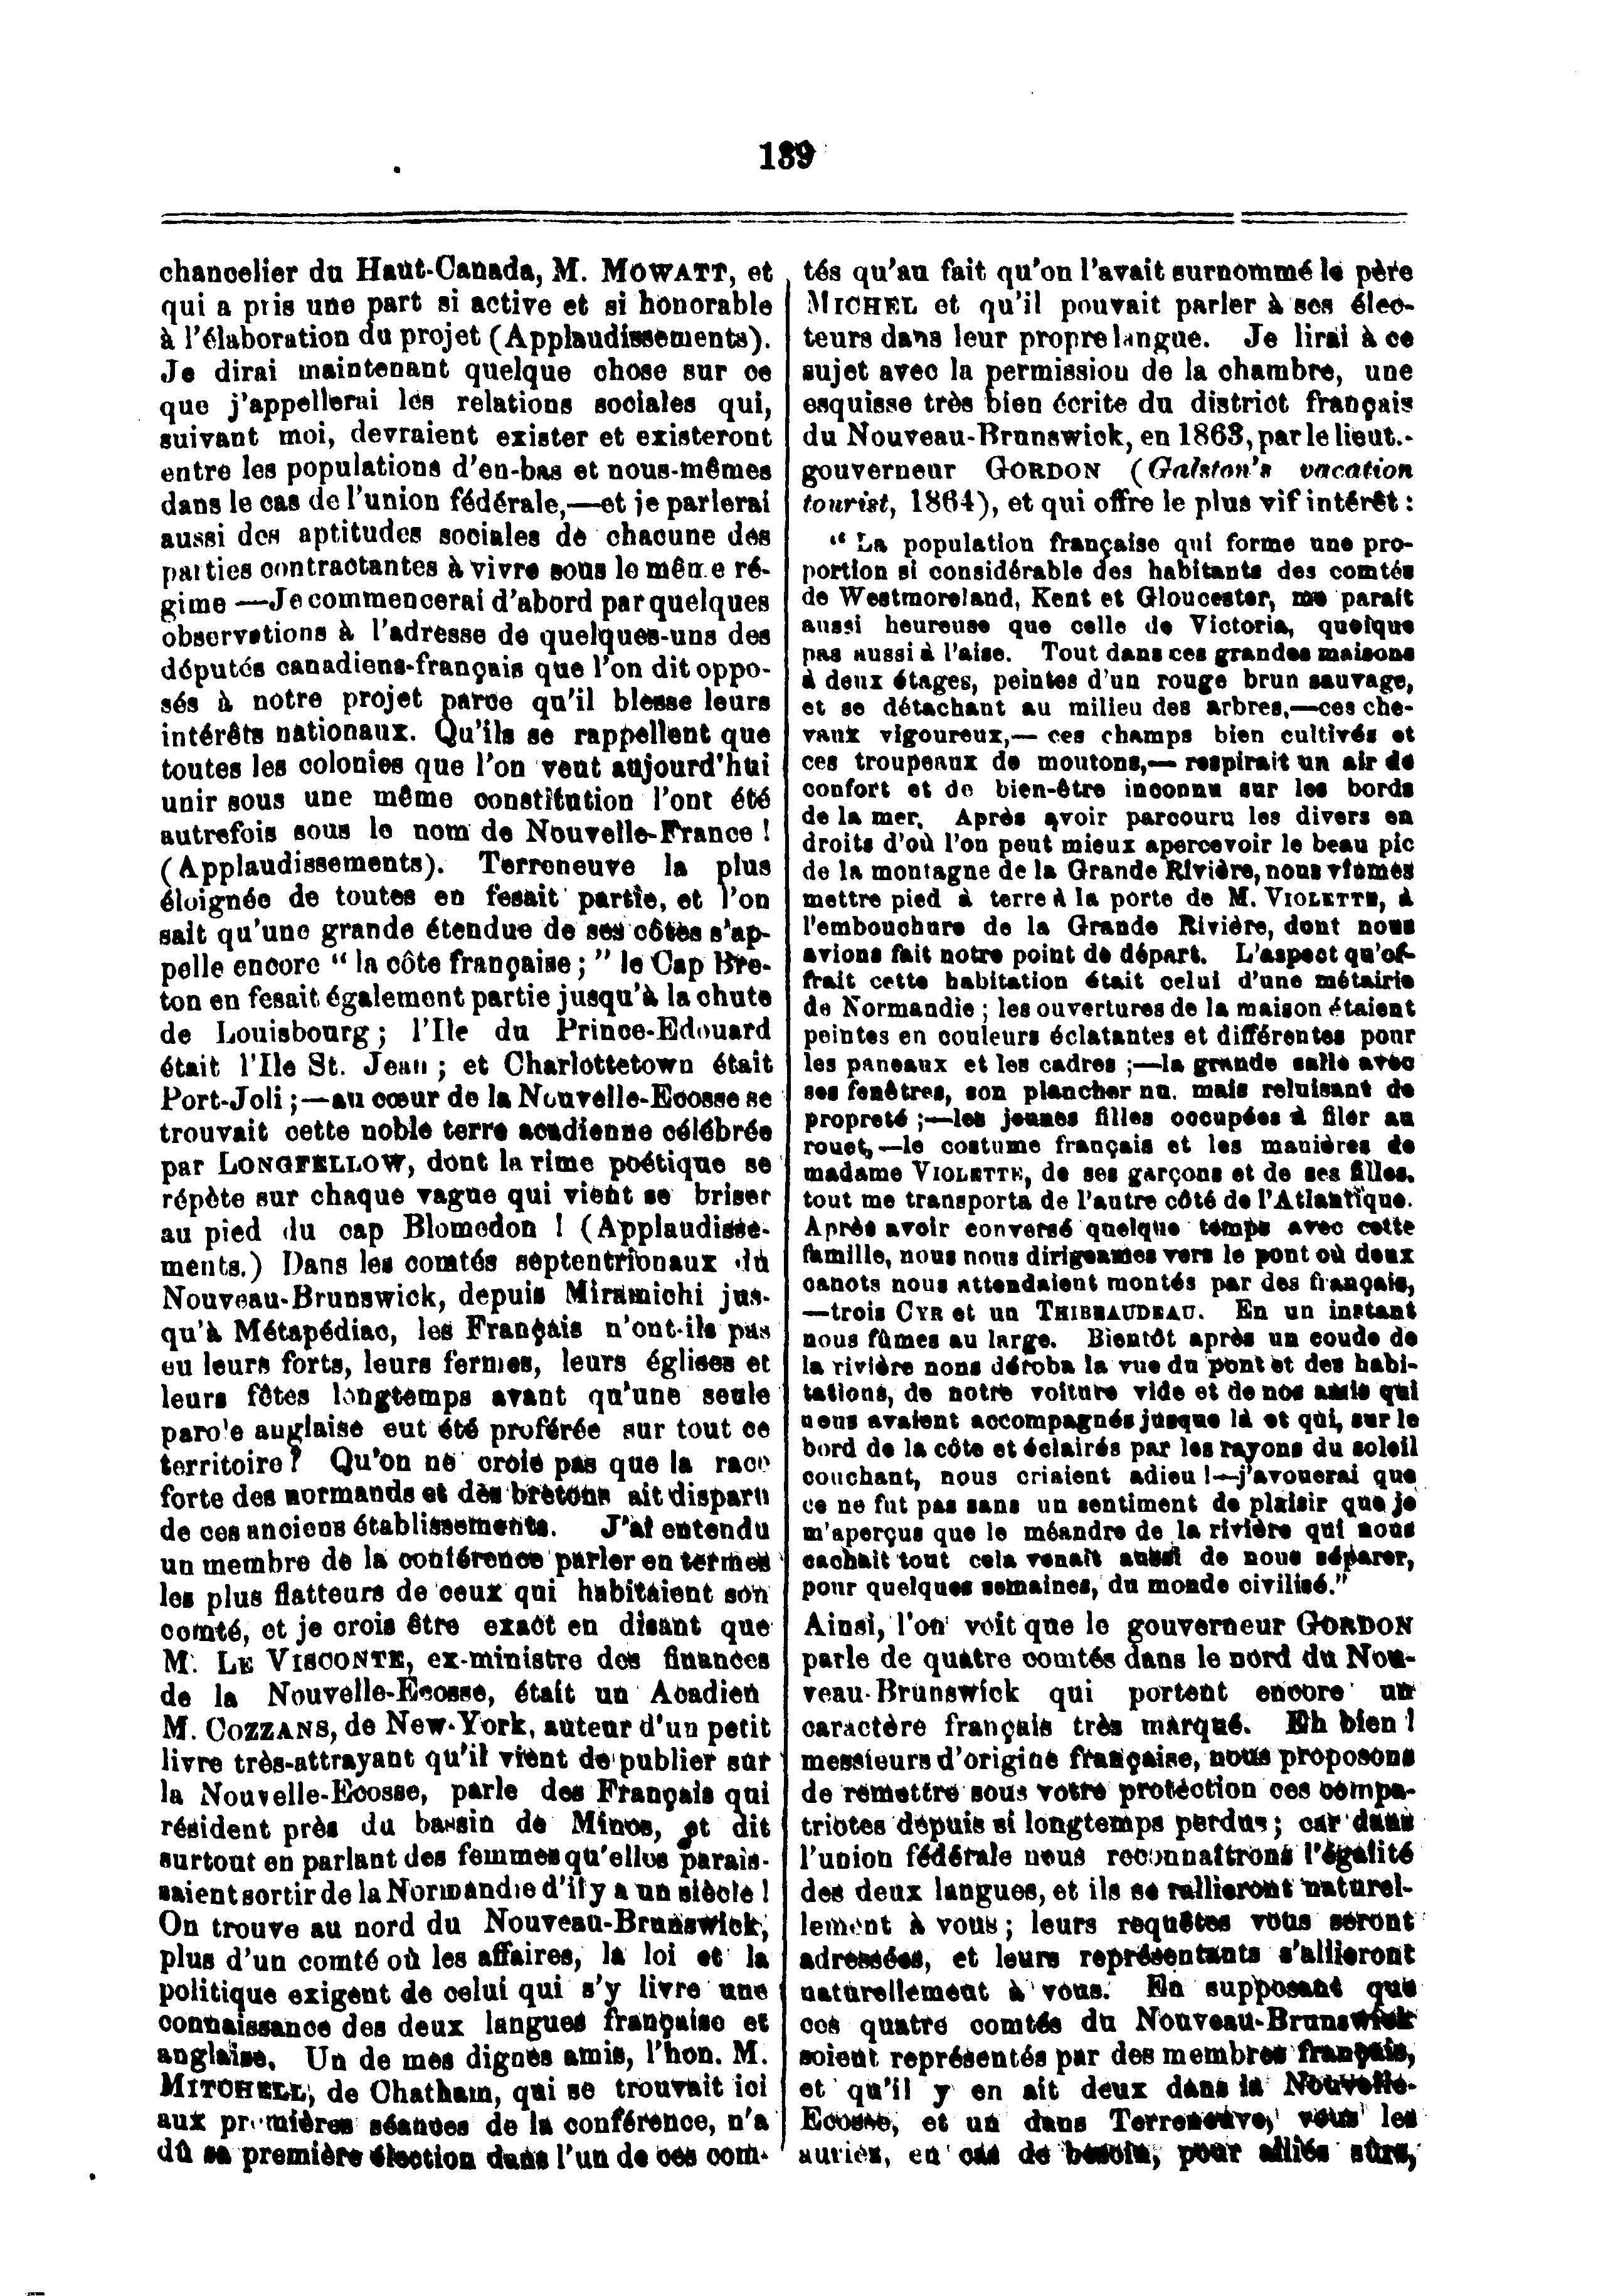 139
chancelier du Haut-Canada, M. MOWATT, et
qui a pris une part si active et si honorable
à l'élaboration du projet (Applaudissements).
Je dirai maintenant quelque chose sur ce
que j'appellerai les relations sociales qui,
suivant moi, devraient exister et existeront
entre les populations d'en-bas et nous-mêmes
dans le cas de l'union fédérale,—et je parlerai
aussi des aptitudes sociales de chacune des
parties contractantes à vivre sous le même ré-
gime —Je commencerai d'abord par quelques
observations à l'adresse de quelques-uns des
députés canadiens-français que l'on dit oppo-
sés à notre projet parce qu'il blesse leurs
intérêts nationaux. Qu'ils se rappellent que
toutes les colonies que l'on veut aujourd'hui
unir sous une même constitution l'ont été
autrefois sous le nom de Nouvelle-France !
(Applaudissements). Terreneuve la plus
éloignée de toutes en fesait partie, et l'on
sait qu'une grande étendue de ses côtes s'ap-
pelle encore " la côte française ; " le Cap Bre-
ton en fesait également partie jusqu'à la chute
de Louisbourg ; l'Ile du Prince-Edouard
était l'Ile St. Jean ; et Charlottetown était
Port-Joli ;—au cœur de la Nouvelle-Ecosse se
trouvait cette noble terre acadienne célébrée
par LONGFELLOW, dont la rime poétique se
répète sur chaque vague qui vient se briser
au pied du cap Blomedon ! (Applaudisse-
ments.) Dans les comtés septentrionaux du
Nouveau-Brunswick, depuis Miramichi jus-
qu'à Métapédiac, les Français n'ont-ils pas
eu leurs forts, leurs fermes, leurs églises et
leurs fêtes longtemps avant qu'une seule
parole auglaise eut été proférée sur tout ce
territoire ? Qu'on ne croie pas que la race
forte des normands et des bretons ait disparu
de ces anciens établissements. J'ai entendu
un membre de la conférence parler en termes
les plus flatteurs de ceux qui habitaient son
comté, et je crois être exact en disant que
M. LE VISCONTE, ex-ministre des finances
de la Nouvelle-Ecosse, était un Acadien
M. COZZANS, de New-York, auteur d'un petit
livre très-attrayant qu'il vient de publier sur
la Nouvelle-Ecosse, parle des Français qui
résident près du bassin de Minos, et dit
surtout en parlant des femmes qu'elles parais-
saient sortir de la Normandie d'il y a un siècle !
On trouve au nord du Nouveau-Brunswick,
plus d'un comté où les affaires, la loi et la
politique exigent de celui qui s'y livre une
connaissance des deux langues française et
anglaise. Un de mes dignes amis, l'hon. M.
MITCHELL, de Chatham, qui se trouvait ici
aux premières séances de la conférence, n'a
dû sa première élection dans l'un de ces com-
tés qu'au fait qu'on l'avait surnommé le père
MICHEL et qu'il pouvait parler à ses élec-
teurs dans leur propre langue. Je lirai à ce
sujet avec la permissiou de la chambre, une
esquisse très bien écrite du district français
du Nouveau-Brunswick, en 1863, par le lieut.-
gouverneur GORDON (Galston's vacation
tourist, 1864), et qui offre le plus vif intérêt :
" La population française qui forme une pro-
portion si considérable des habitants des comtés
de Westmoreland, Kent et Gloucester, me parait
aussi heureuse que celle de Victoria, quoique
pas aussi à l'aise. Tout dans ces grandes maisons
à deux étages, peintes d'un rouge brun sauvage,
et se détachant au milieu des arbres,—ces che-
vaux vigoureux,— ces champs bien cultivés et
ces troupeaux de moutons,— respirait un air de
confort et de bien-être inconnu sur les bords
de la mer. Après avoir parcouru les divers en
droits d'où l'on peut mieux apercevoir le beau pic
de la montagne de la Grande Rivière, nous vinmes
mettre pied à terre à la porte de M. VIOLETTE, à
l'embouchure de la Grande Rivière, dont nous
avions fait notre point de départ. L'aspect qu'of-
frait cette habitation était celui d'une métairie
de Normandie ; les ouvertures de la maison étaient
peintes en couleurs éclatantes et différentes pour
les paneaux et les cadres ;—la grande salle avec
ses fenêtres, son plancher nu, mais reluisant de
propreté ;—les jeunes filles occupées à filer au
rouet,—le costume français et les manières de
madame VIOLETTE, de ses garçons et de ses filles,
tout me transporta de l'autre côté de l'Atlantique.
Après avoir conversé quelque temps avec cette
famille, nous nous dirigeames vers le pont où deux
canots nous attendaient montés par des français,
—trois CYR et un THIBEAUDEAU. En un instant
nous fûmes au large. Bientôt après un coude de
la rivière nons déroba la vue du pont et des habi-
tations, de notre voiture vide et de nos amis qui
nous avaient accompagnés jusque là et qui, sur le
bord de la côte et éclairés par les rayons du soleil
couchant, nous criaient adieu !—j'avouerai que
ce ne fut pas sans un sentiment de plaisir que je
m'aperçus que le méandre de la rivière qui nous
cachait tout cela venait aussi de nous séparer,
pour quelques semaines, du monde civilisé."
Ainsi, l'on voit que le gouverneur GORDON
parle de quatre comtés dans le nord du Nou-
veau-Brunswick qui portent encore un
caractère français très marqué. Eh bien !
messieurs d'origine française, nous proposons
de remettre sous votre protection ces compa-
triotes depuis si longtemps perdus ; car dans
l'union fédérale nous reconnaîtrons l'égalité
des deux langues, et ils se rallieront naturel-
lement à vous ; leurs requêtes vous seront
adressées, et leurs représentants s'allieront
naturellement à vous. En supposant que
ces quatre comtés du Nouveau-Brunswick
soient représentés par des membres français,
et qu'il y en ait deux dans la Nouvelle-
Ecosse, et un dans Terreneuve, vous les
auriez, en cas de besoin, pour alliés sûrs,